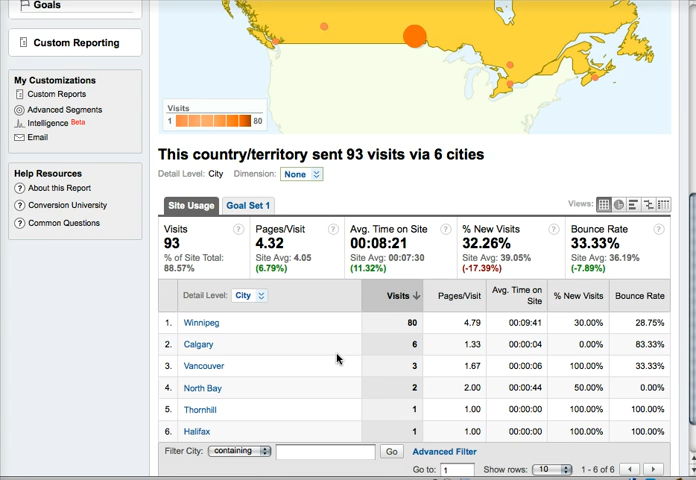 Goals
Custom Reporting
My Customizations
Custom Reports
Advanced Segments
Intelligence Beta
Email
Help Resources
About this Report
Conversion University
Common Questions
Visits
1 80
This country/territory sent 93 visits via 6 cities
Detail Level: City Dimension: None
Site Usage Goal Set 1 Views:
Visits Pages/Visit Avg. Time on Site % New Visits Bounce Rate
93 4.32 00:08:21 32.26% 33.33%
% of Site Total: Site Avg: 4.05 Site Avg: 00:07:30 Site Avg: 39.05% Site Avg: 36.19%
88.57% (6.79%) (11.32%) (-17.39%) (-7.89%)
Detail Level: City Visits Pages/Visit Avg. Time on Site % New Visits Bounce Rate
1. Winnipeg 80 4.79 00:09:41 30.00% 28.75%
2. Calgary 6 1.33 00:00:04 0.00% 83.33%
3. Vancouver 3 1.67 00:00:06 100.00% 33.33%
4. North Bay 2 2.00 00:00:44 50.00% 0.00%
5. Thornhill 1 1.00 00:00:00 100.00% 100.00%
6. Halifax 1 1.00 00:00:00 100.00% 100.00%
Filter City: containing Go Advanced Filter
Go to: 1 Show rows: 10 1 - 6 of 6